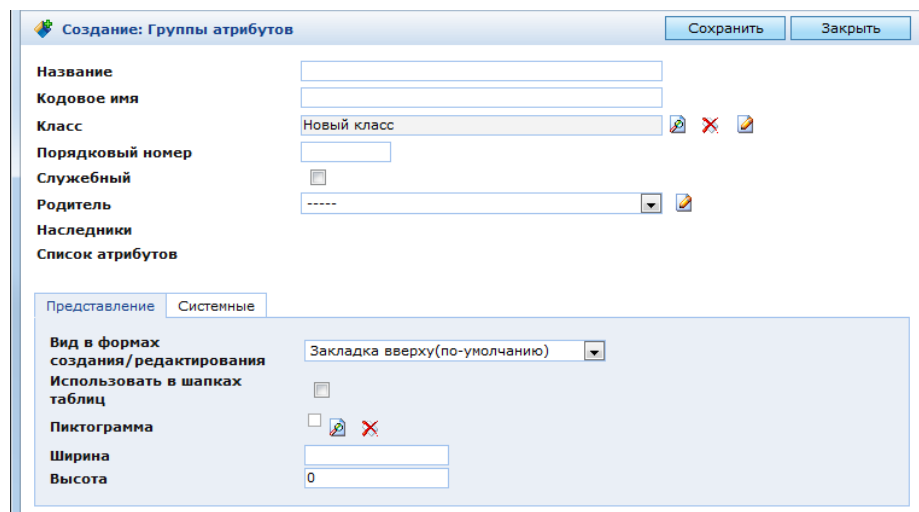 Создание: Группы атрибутов Сохранить Закрыть
Название
Кодовое имя
Класс Новый класс
Порядковый номер
Служебный
Родитель -----
Наследники
Список атрибутов
Представление Системные
Вид в формах
создания/редактирования Закладка вверху(по-умолчанию)
Использовать в шапках
таблиц
Пиктограмма
Ширина
Высота 0